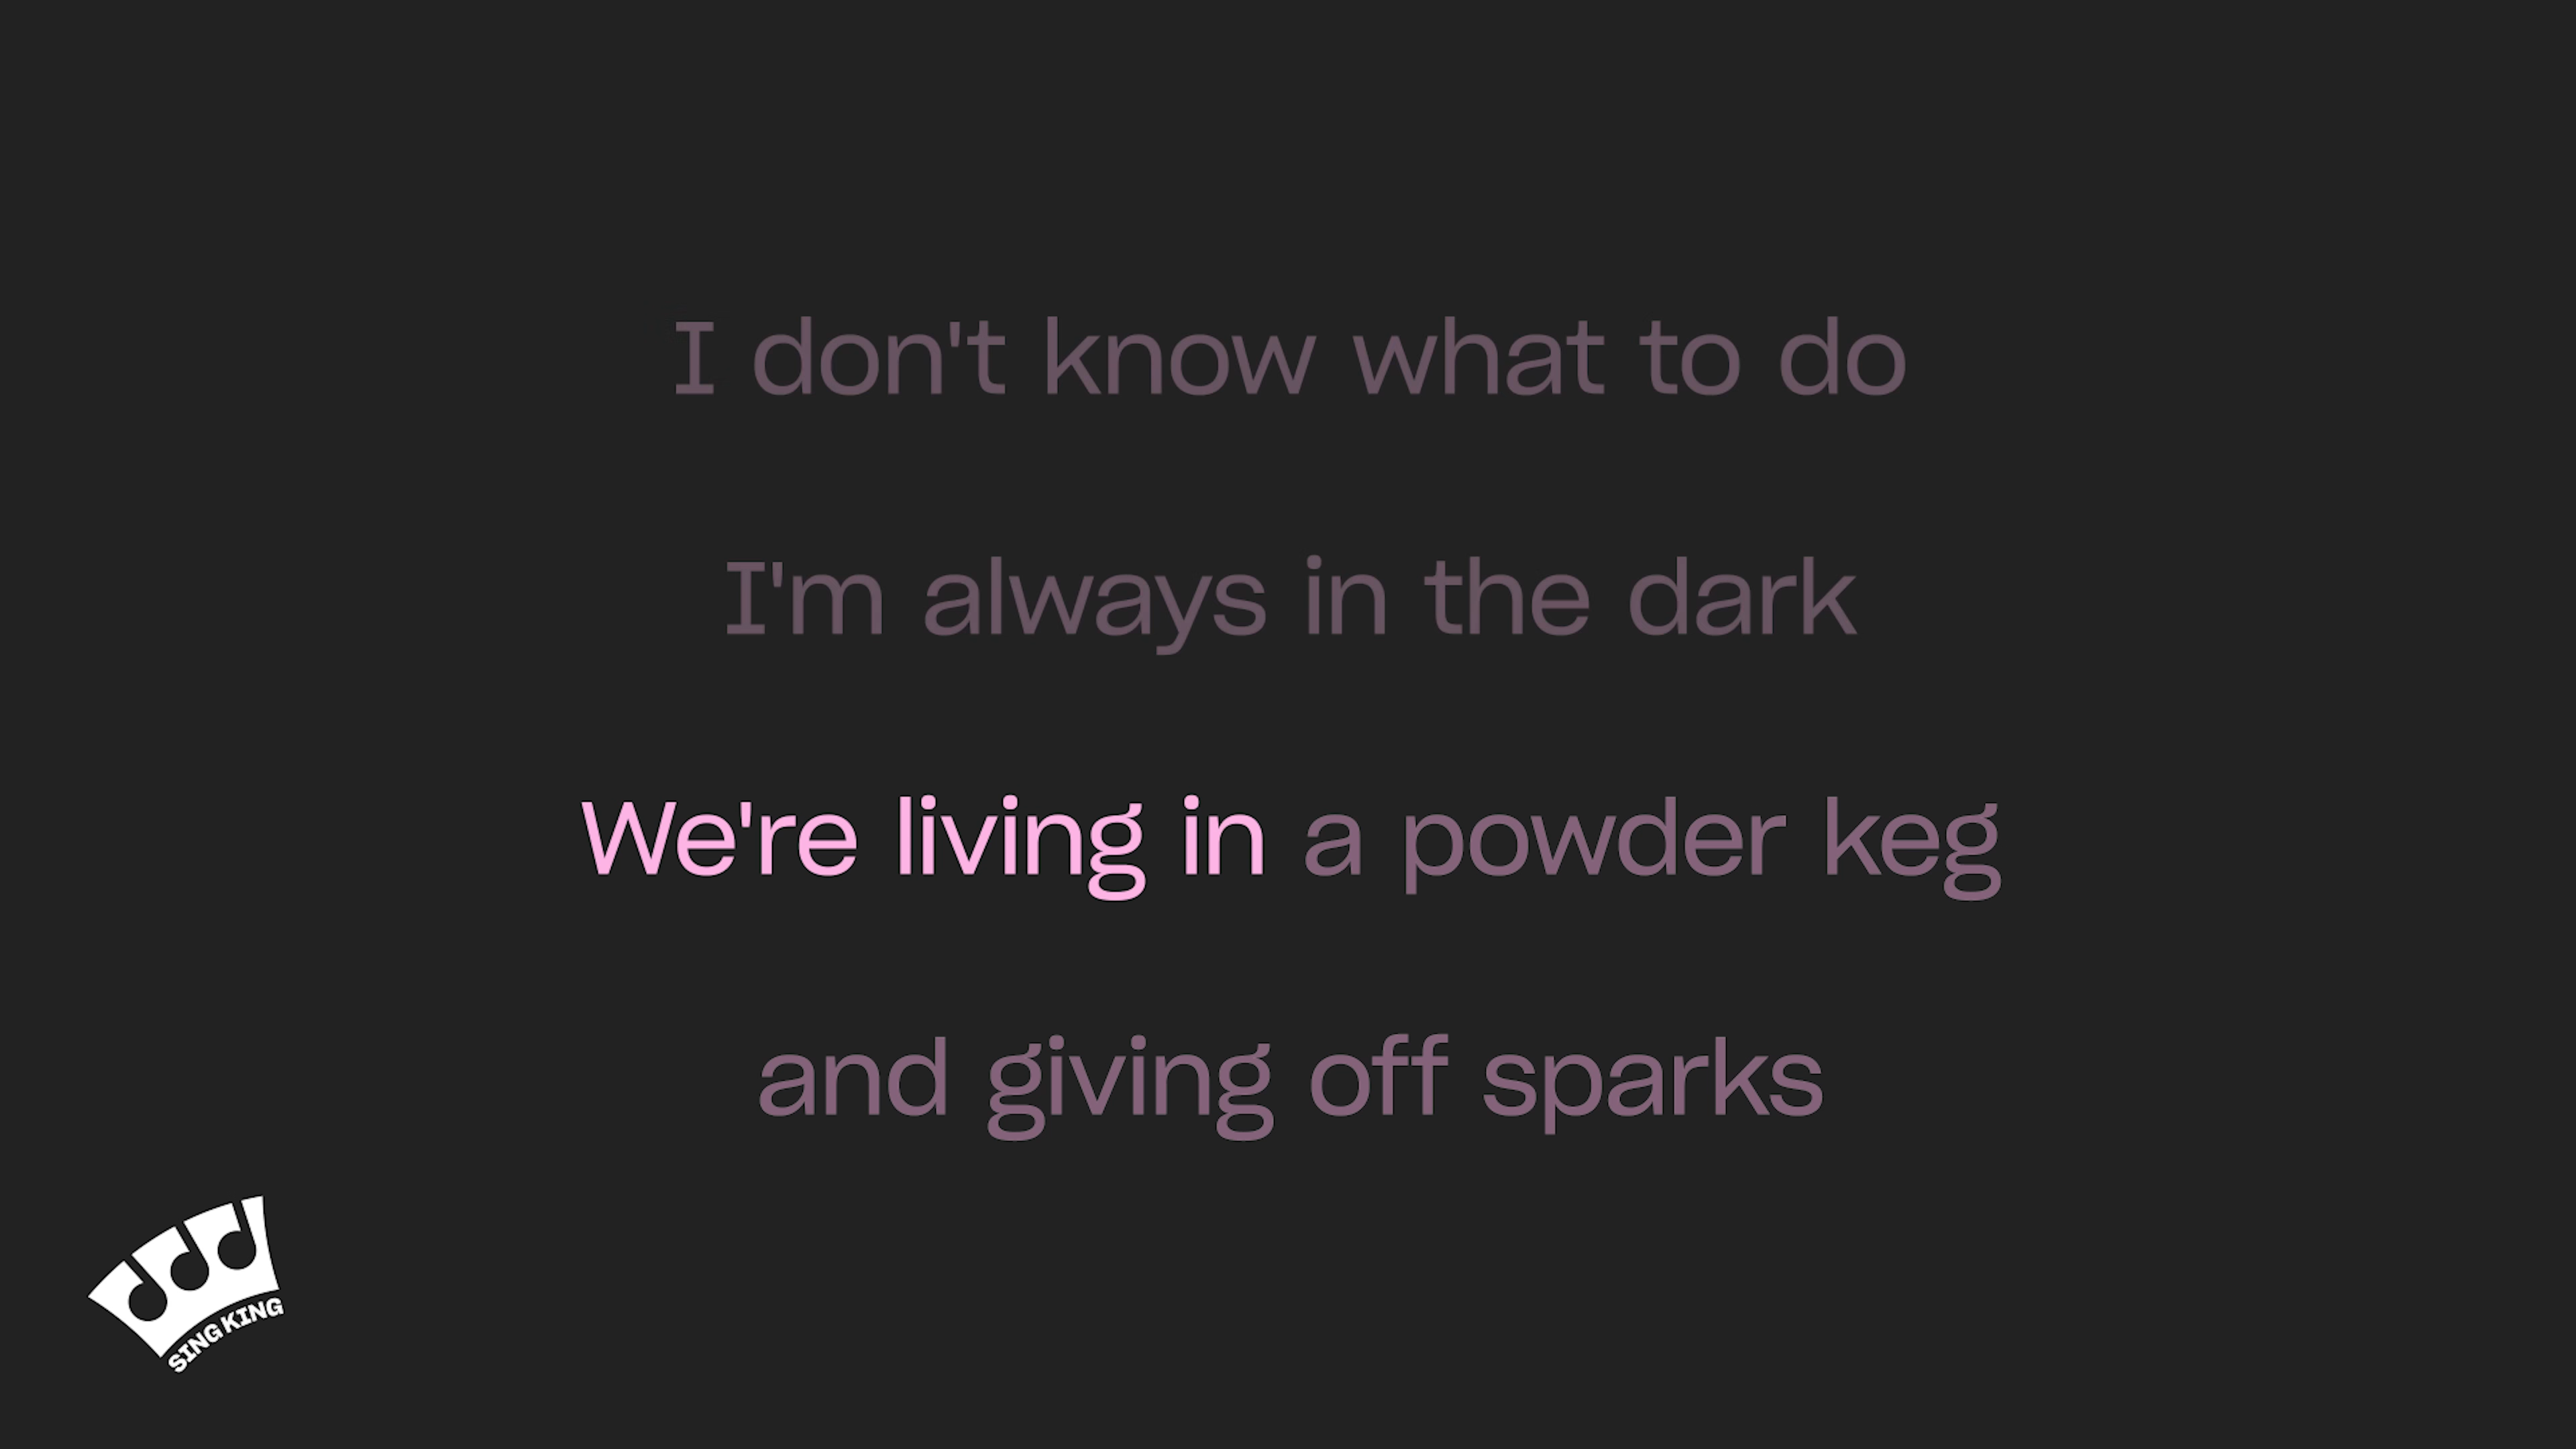 I don't know what to do
I'm always in the dark
We're living in a powder keg
and giving off sparks
SING KING